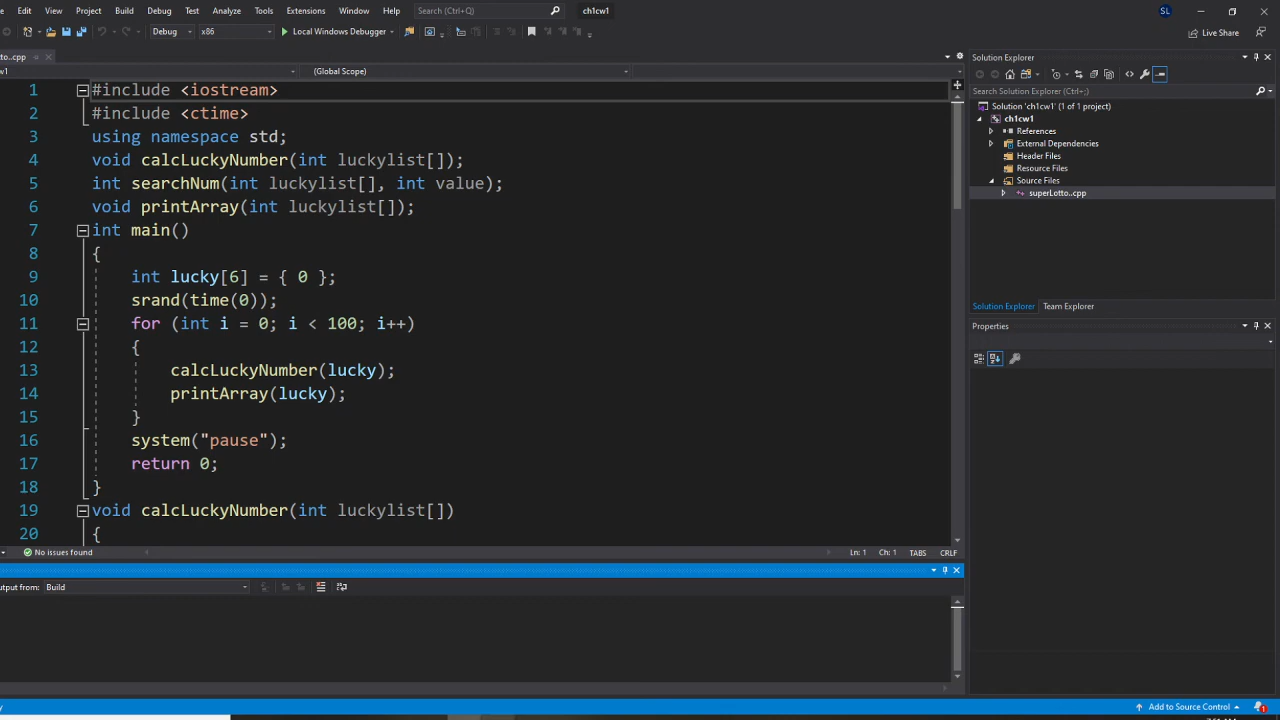 Edit View Project Build Debug Test Analyze Tools Extensions Window Help Search (Ctrl+Q) ch1cw1 SL
Debug x86 Local Windows Debugger Live Share
tto..cpp
w1 (Global Scope)
1 #include <iostream>
2 #include <ctime>
3 using namespace std;
4 void calcLuckyNumber(int luckylist[]);
5 int searchNum(int luckylist[], int value);
6 void printArray(int luckylist[]);
7 int main()
8 {
9 int lucky[6] = { 0 };
10 srand(time(0));
11 for (int i = 0; i < 100; i++)
12 {
13 calcLuckyNumber(lucky);
14 printArray(lucky);
15 }
16 system("pause");
17 return 0;
18 }
19 void calcLuckyNumber(int luckylist[])
20 {
No issues found Ln: 1 Ch: 1 TABS CRLF
utput from: Build
Solution Explorer
Search Solution Explorer (Ctrl+;)
Solution 'ch1cw1' (1 of 1 project)
ch1cw1
References
External Dependencies
Header Files
Resource Files
Source Files
superLotto..cpp
Solution Explorer Team Explorer
Properties
Add to Source Control 1